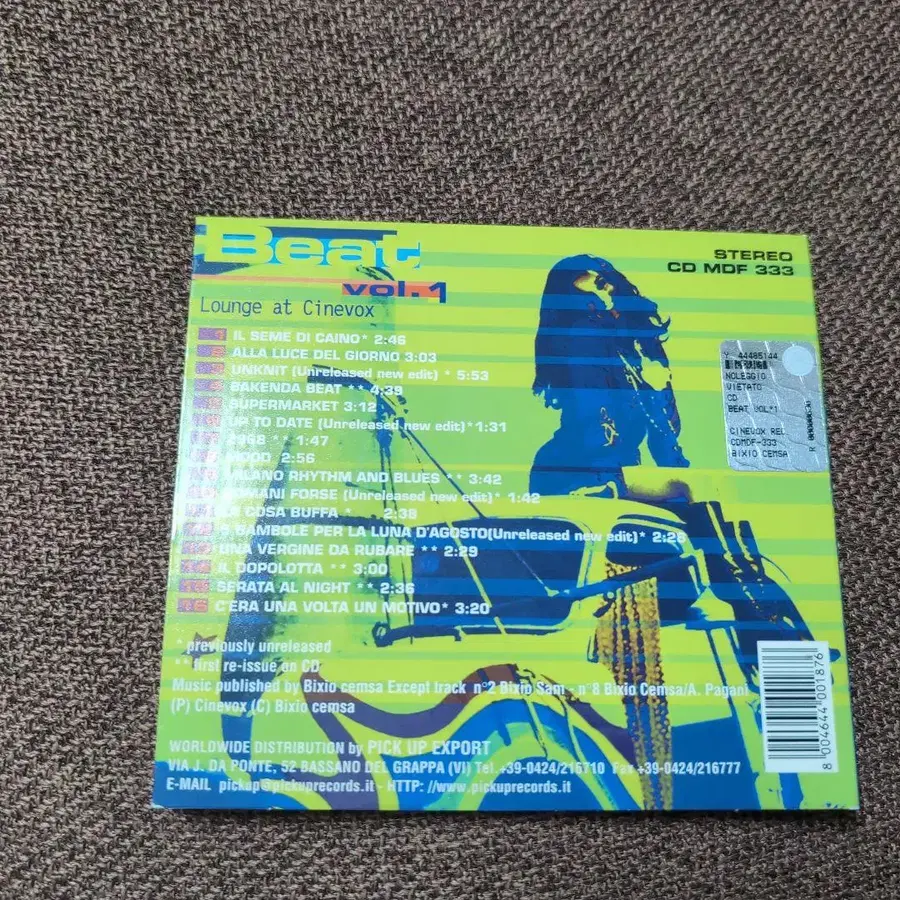 Beat
vol.1
Lounge at Cinevox
STEREO
CD MDF 333
IL SEME DI CAINO* 2:46
ALLA LUCE DEL GIORNO 3:03
UNKNIT (Unreleased new edit) * 5:53
BAKENDA BEAT ** 4:39
SUPERMARKET 3:12
UP TO DATE (Unreleased new edit)*1:31
1968 ** 1:47
MOOD 2:56
MILANO RHYTHM AND BLUES ** 3:42
DOMANI FORSE (Unreleased new edit)* 1:42
LA COSA BUFFA * 2:38
5 BAMBOLE PER LA LUNA D'AGOSTO(Unreleased new edit)* 2:28
UNA VERGINE DA RUBARE ** 2:29
IL DOPOLOTTA ** 3:00
SERATA AL NIGHT ** 2:36
16 C'ERA UNA VOLTA UN MOTIVO* 3:20
* previously unreleased
** first re-issue on CD
Music published by Bixio cemsa Except track n°2 Bixio Sam - n°8 Bixio Cemsa/A. Pagani
(P) Cinevox (C) Bixio cemsa
WORLDWIDE DISTRIBUTION by PICK UP EXPORT
VIA J. DA PONTE, 52 BASSANO DEL GRAPPA (VI) Tel.+39-0424/216710 Fax +39-0424/216777
E-MAIL pickup@pickuprecords.it - HTTP: //www.pickuprecords.it
Y 44485144
NOLEGGIO
VIETATO
CD
BEAT VOL*1
CINEVOX REC
CDMDF-333
BIXIO CEMSA
8 004644 001876